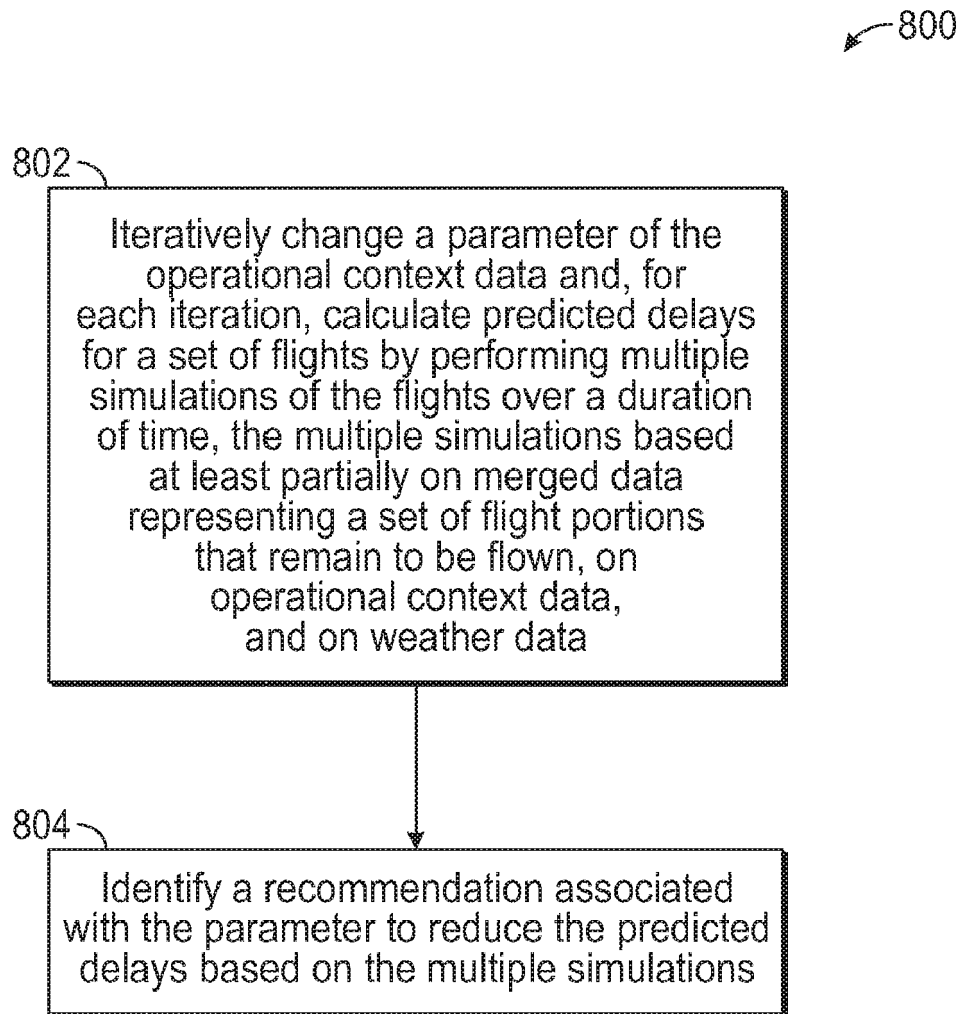 800
802
Iteratively change a parameter of the
operational context data and, for
each iteration, calculate predicted delays
for a set of flights by performing multiple
simulations of the flights over a duration
of time, the multiple simulations based
at least partially on merged data
representing a set of flight portions
that remain to be flown, on
operational context data,
and on weather data
804
Identify a recommendation associated
with the parameter to reduce the predicted
delays based on the multiple simulations